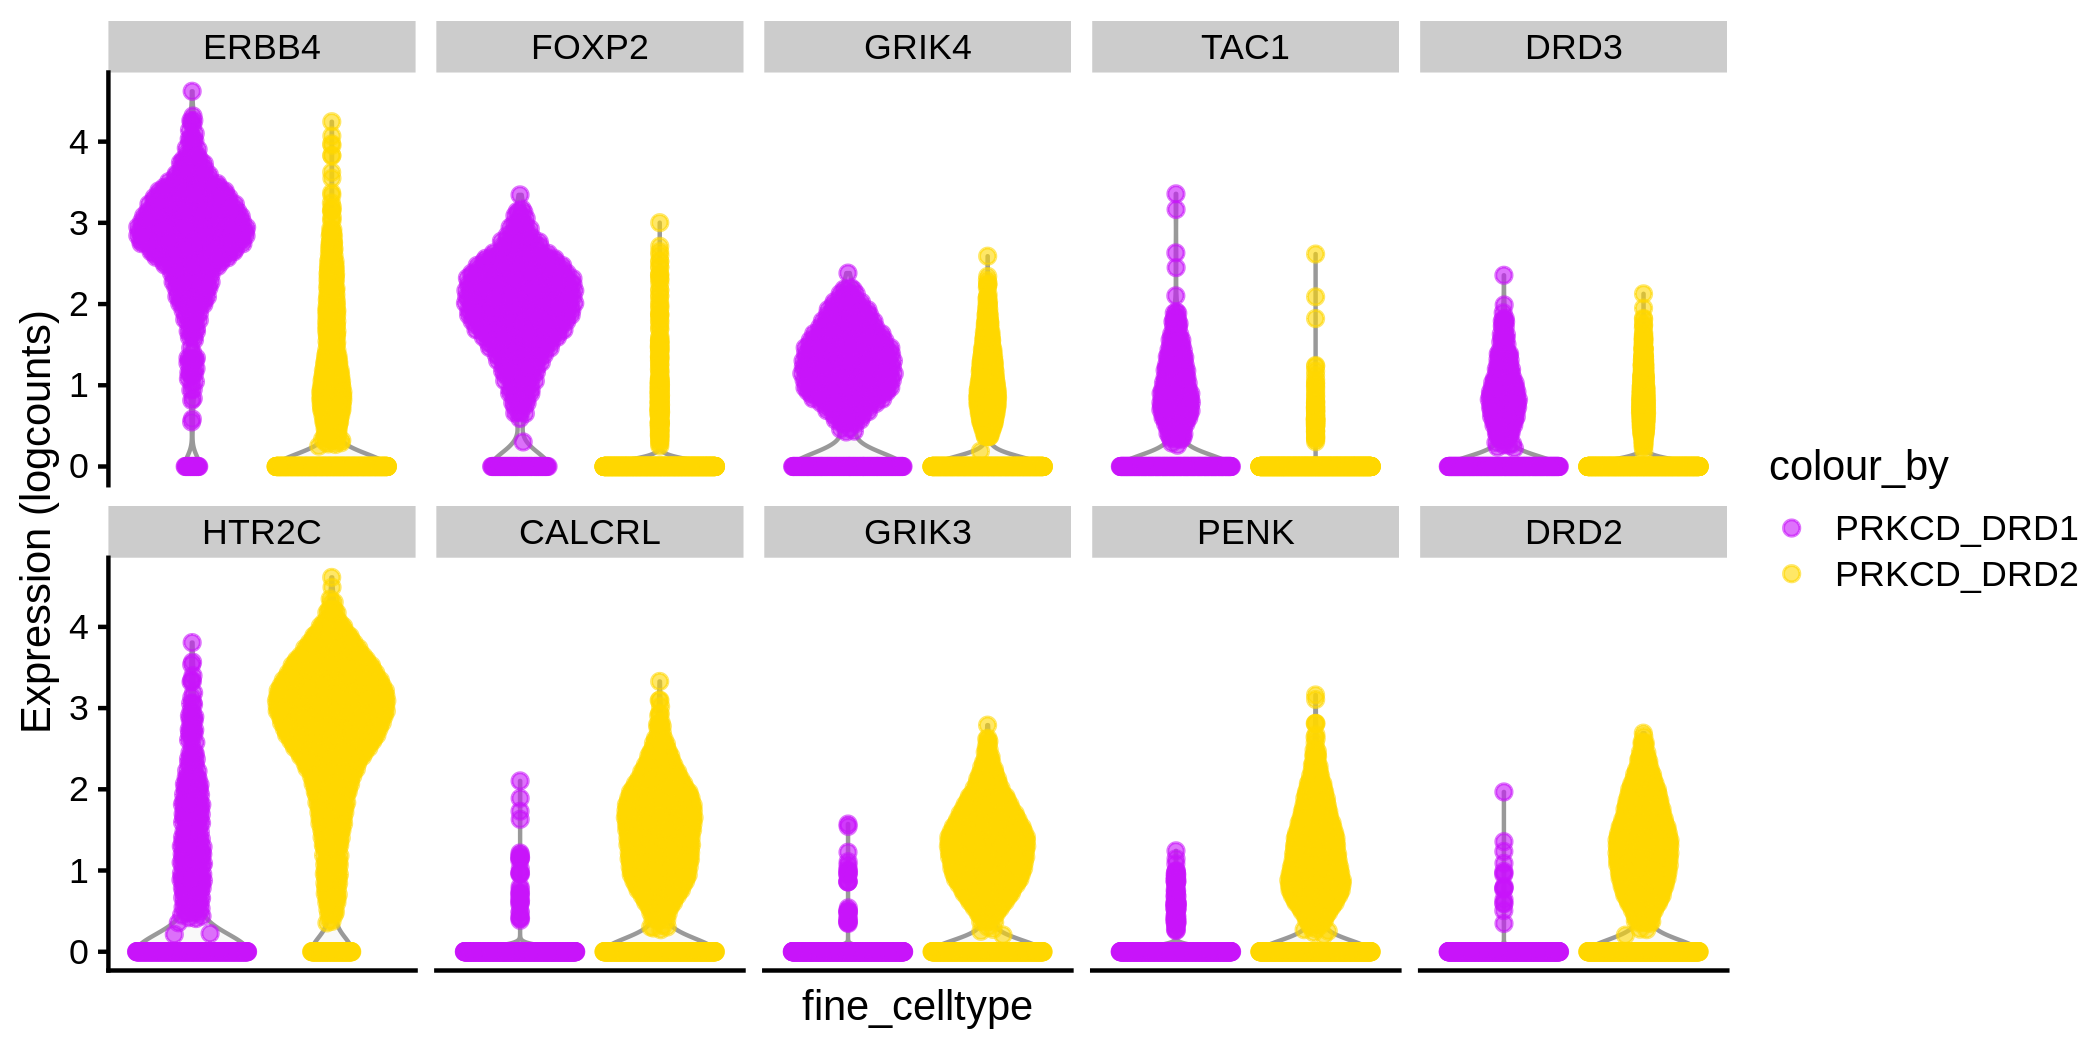 ERBB4 FOXP2 GRIK4 TAC1 DRD3
4
3
2
1
0
HTR2C CALCRL GRIK3 PENK DRD2
4
3
2
1
0
Expression (logcounts)
fine_celltype
colour_by
PRKCD_DRD1
PRKCD_DRD2